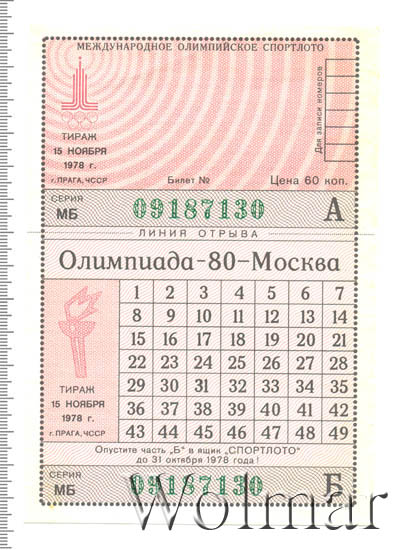 МЕЖДУНАРОДНОЕ ОЛИМПИЙСКОЕ СПОРТЛОТО
Для записи номеров
ТИРАЖ
15 НОЯБРЯ
1978 г.
г. ПРАГА, ЧССР
Билет №
Цена 60 коп.
СЕРИЯ
МБ
09187130
А
ЛИНИЯ ОТРЫВА
Олимпиада-80-Москва
1 2 3 4 5 6 7
8 9 10 11 12 13 14
15 16 17 18 19 20 21
22 23 24 25 26 27 28
29 30 31 32 33 34 35
36 37 38 39 40 41 42
43 44 45 46 47 48 49
ТИРАЖ
15 НОЯБРЯ
1978 г.
г. ПРАГА, ЧССР
Опустите часть „Б" в ящик „СПОРТЛОТО"
до 31 октября 1978 года!
СЕРИЯ
МБ
09187130
Б
Wolmar